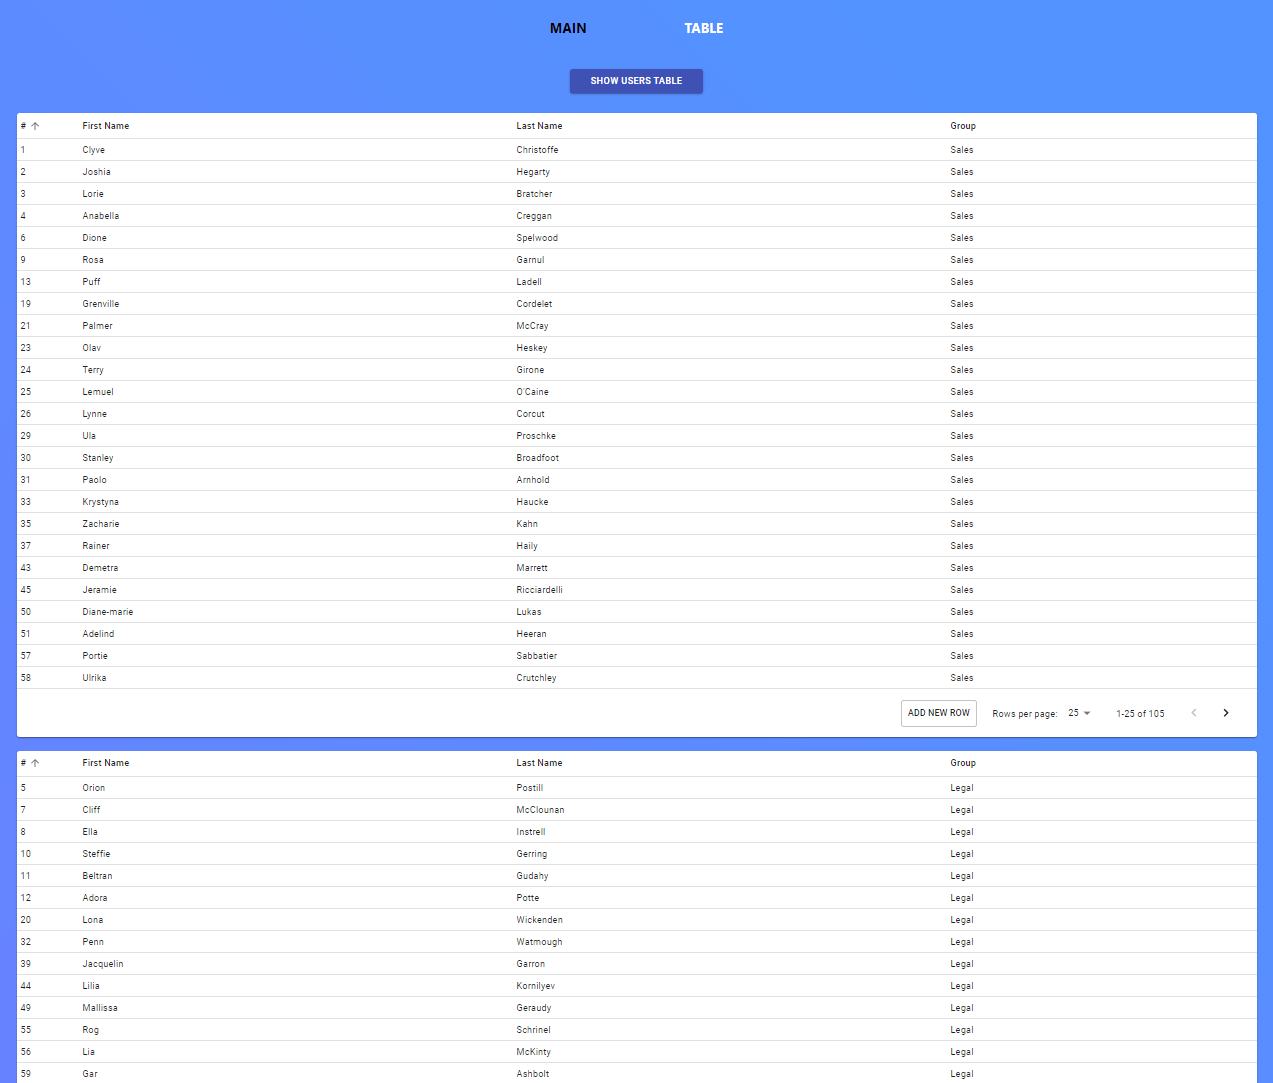 MAIN TABLE
SHOW USERS TABLE
# First Name Last Name Group
1 Clyve Christoffe Sales
2 Joshia Hegarty Sales
3 Lorie Bratcher Sales
4 Anabella Creggan Sales
6 Dione Spelwood Sales
9 Rosa Garnul Sales
13 Puff Ladell Sales
19 Grenville Cordelet Sales
21 Palmer McCray Sales
23 Olav Heskey Sales
24 Terry Girone Sales
25 Lemuel O'Caine Sales
26 Lynne Corcut Sales
29 Ula Proschke Sales
30 Stanley Broadfoot Sales
31 Paolo Arnhold Sales
33 Krystyna Haucke Sales
35 Zacharie Kahn Sales
37 Rainer Haily Sales
43 Demetra Marrett Sales
45 Jeramie Ricciardelli Sales
50 Diane-marie Lukas Sales
51 Adelind Heeran Sales
57 Portie Sabbatier Sales
58 Ulrika Crutchley Sales
ADD NEW ROW Rows per page: 25 1-25 of 105
# First Name Last Name Group
5 Orion Postill Legal
7 Cliff McClounan Legal
8 Ella Instrell Legal
10 Steffie Gerring Legal
11 Beltran Gudahy Legal
12 Adora Potte Legal
20 Lona Wickenden Legal
32 Penn Watmough Legal
39 Jacquelin Garron Legal
44 Lilia Kornilyev Legal
49 Mallissa Geraudy Legal
55 Rog Schrinel Legal
56 Lia McKinty Legal
59 Gar Ashbolt Legal